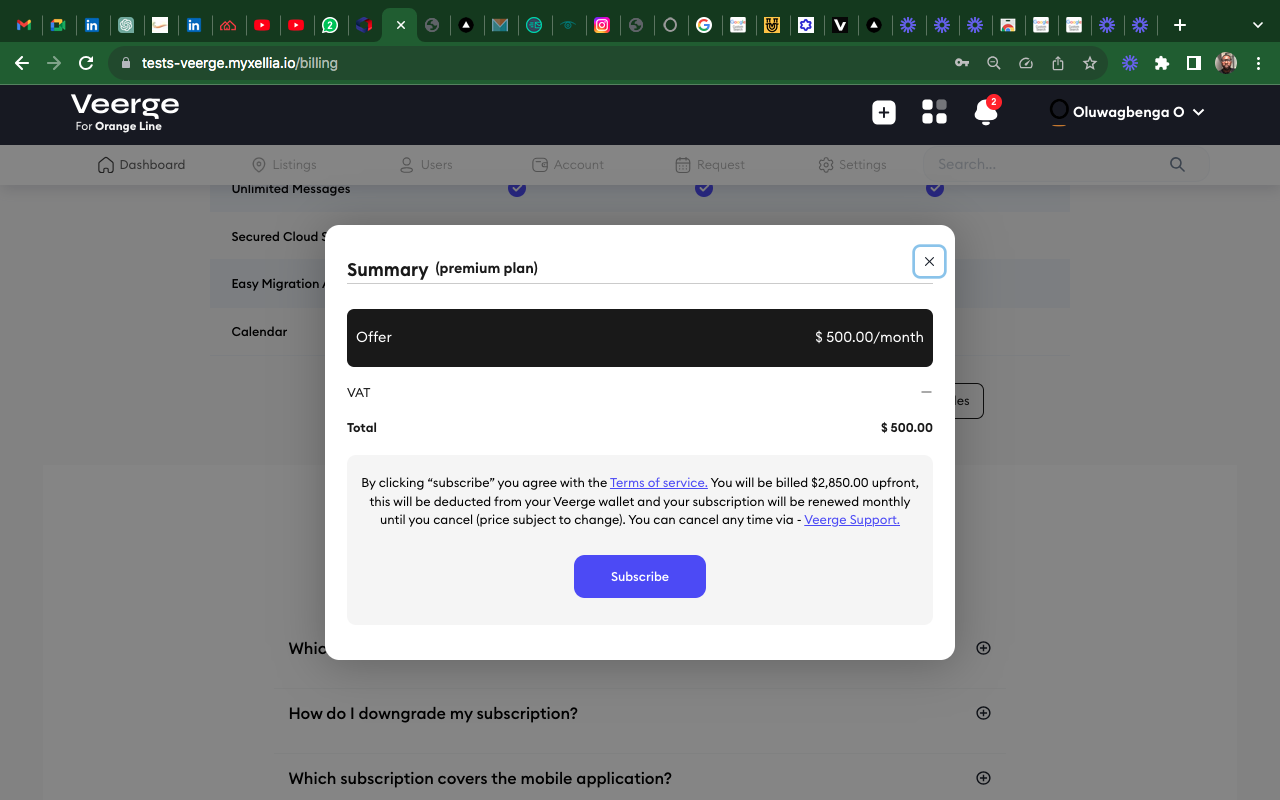 2
tests-veerge.myxellia.io/billing
Veerge
For Orange Line
2
Oluwagbenga O
Dashboard
Listings
Users
Account
Request
Settings
Search...
Unlimited Messages
Secured Cloud S
Easy Migration A
Calendar
Summary (premium plan)
Offer
$ 500.00/month
VAT
—
Total
$ 500.00
les
By clicking “subscribe” you agree with the Terms of service. You will be billed $2,850.00 upfront,
this will be deducted from your Veerge wallet and your subscription will be renewed monthly
until you cancel (price subject to change). You can cancel any time via - Veerge Support.
Subscribe
Whic
How do I downgrade my subscription?
Which subscription covers the mobile application?